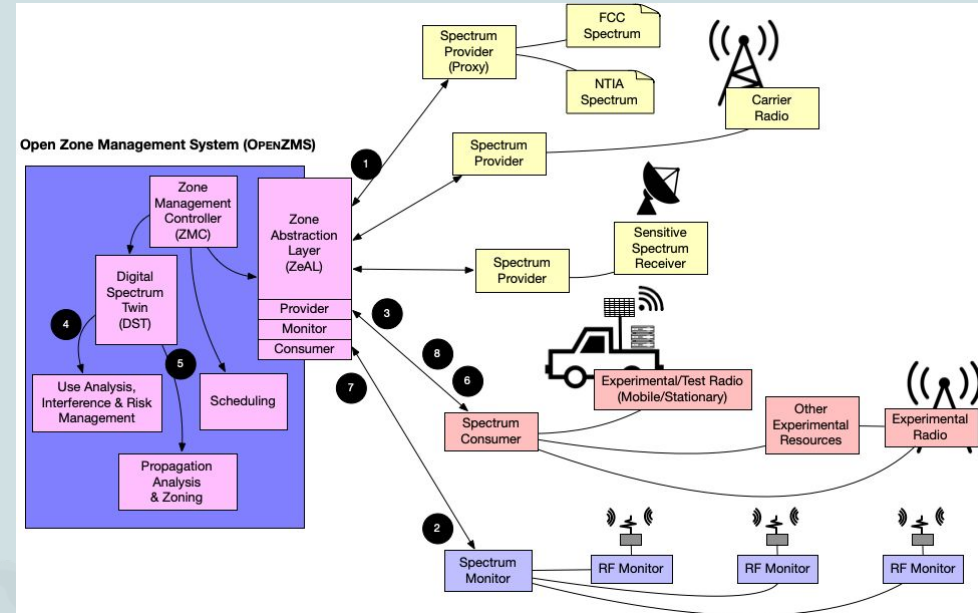 FCC
Spectrum
Spectrum
Provider
(Proxy)
NTIA
Spectrum
Carrier
Radio
Open Zone Management System (OPENZMS)
1
Spectrum
Provider
Zone
Management
Controller
(ZMC)
Zone
Abstraction
Layer
(ZeAL)
Sensitive
Spectrum
Receiver
Spectrum
Provider
Digital
Spectrum
Twin
(DST)
Provider
Monitor
Consumer
3
4
5
8
6
7
Use Analysis,
Interference & Risk
Management
Scheduling
Experimental/Test Radio
(Mobile/Stationary)
Spectrum
Consumer
Other
Experimental
Resources
Experimental
Radio
Propagation
Analysis
& Zoning
2
Spectrum
Monitor
RF Monitor
RF Monitor
RF Monitor